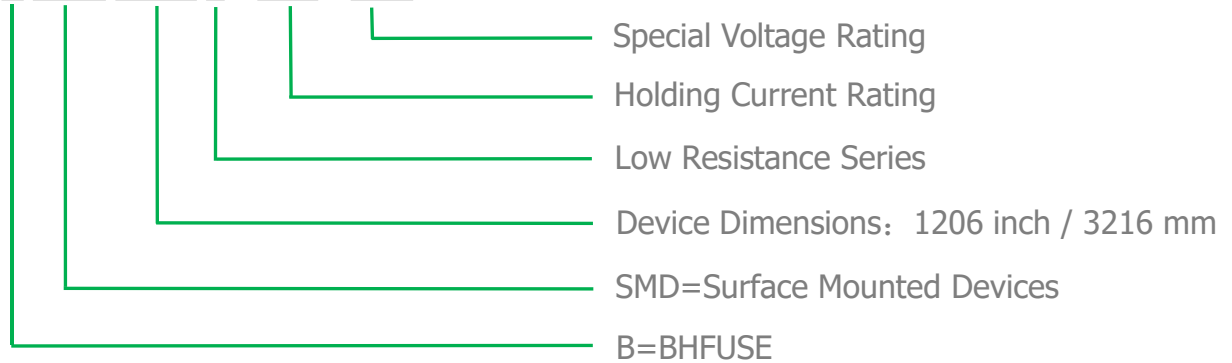 Special Voltage Rating
Holding Current Rating
Low Resistance Series
Device Dimensions：1206 inch / 3216 mm
SMD=Surface Mounted Devices
B=BHFUSE